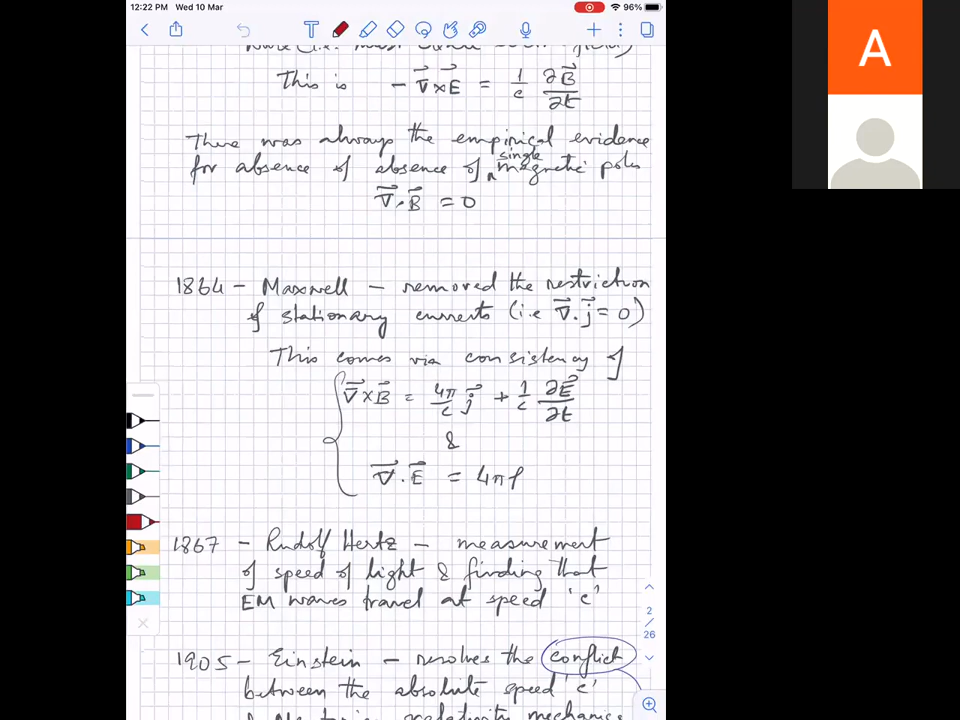 12:22 PM Wed 10 Mar
96%
A
This is - ∇⃗×E⃗ = 1/c ∂B⃗/∂t
There was always the empirical evidence
for absence of absence of single magnetic poles
∇⃗.B⃗ = 0
1864 - Maxwell - removed the restriction
of stationary currents (i.e ∇⃗.j⃗ = 0)
This comes via consistency of
∇⃗×B⃗ = 4π/c j⃗ + 1/c ∂E⃗/∂t
&
∇⃗.E⃗ = 4πρ
1867 - Rudolf Hertz - measurement
of speed of light & finding that
EM waves travel at speed 'c'
1905 - Einstein - resolves the conflict
between the absolute speed 'c'
2
/
26